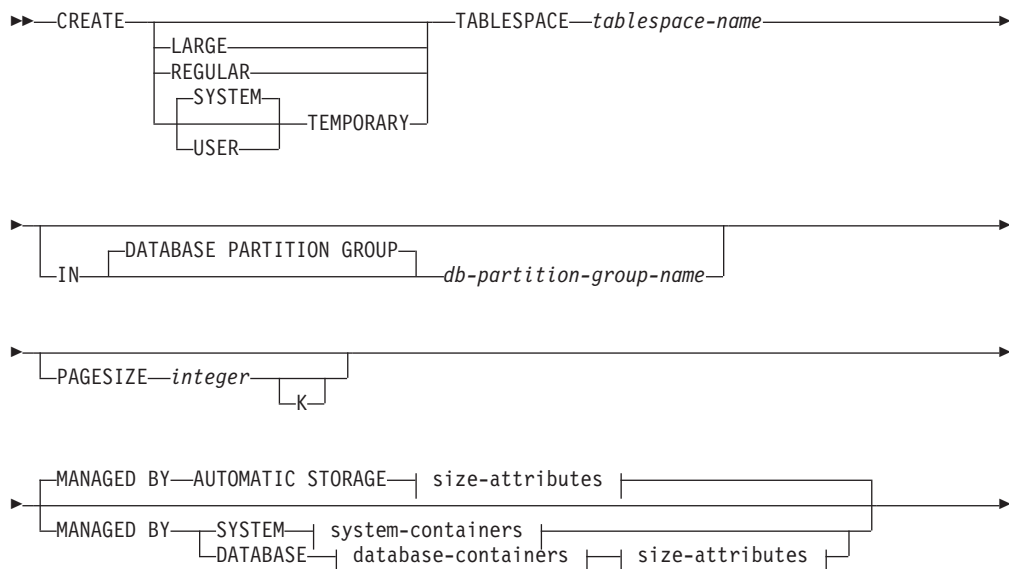 CREATE TABLESPACE tablespace-name
LARGE
REGULAR
SYSTEM
TEMPORARY
USER
DATABASE PARTITION GROUP
IN db-partition-group-name
PAGESIZE integer
K
MANAGED BY AUTOMATIC STORAGE size-attributes
MANAGED BY SYSTEM system-containers
DATABASE database-containers size-attributes